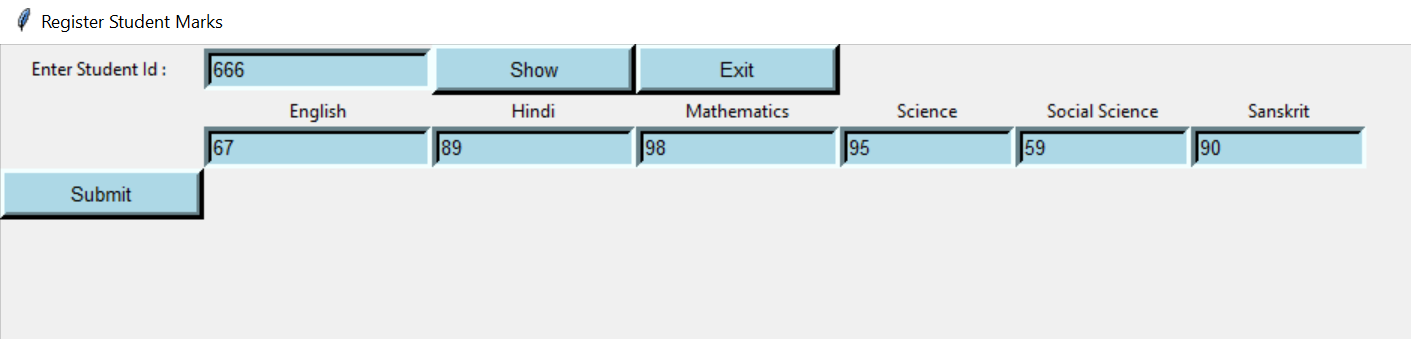 Register Student Marks
Enter Student Id : 666 Show Exit
English Hindi Mathematics Science Social Science Sanskrit
67 89 98 95 59 90
Submit